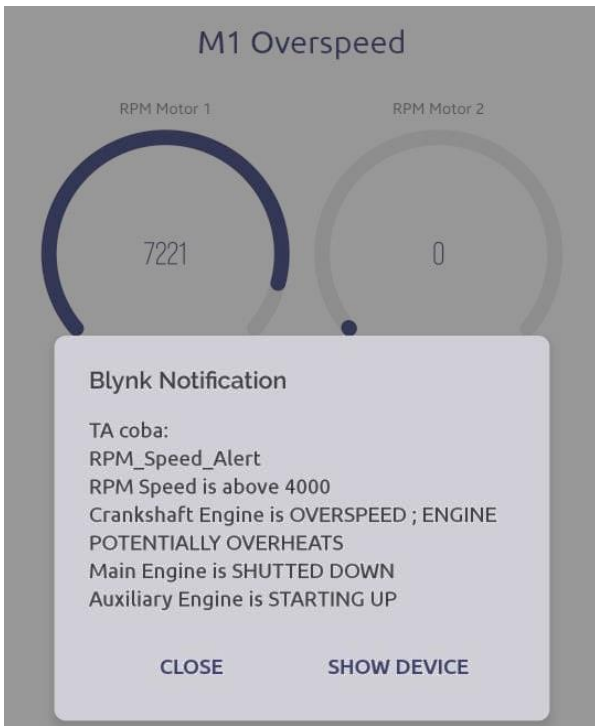 M1 Overspeed
RPM Motor 1
RPM Motor 2
7221
0
Blynk Notification
TA coba:
RPM_Speed_Alert
RPM Speed is above 4000
Crankshaft Engine is OVERSPEED ; ENGINE
POTENTIALLY OVERHEATS
Main Engine is SHUTTED DOWN
Auxiliary Engine is STARTING UP
CLOSE
SHOW DEVICE